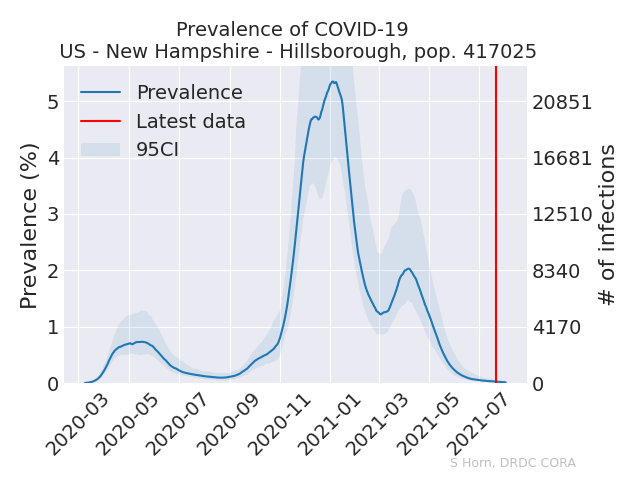 Prevalence of COVID-19
US - New Hampshire - Hillsborough, pop. 417025
Prevalence
Latest data
95CI
Prevalence (%)
5
4
3
2
1
0
20851
16681
12510
8340
4170
0
# of infections
2020-03
2020-05
2020-07
2020-09
2020-11
2021-01
2021-03
2021-05
2021-07
S Horn, DRDC CORA